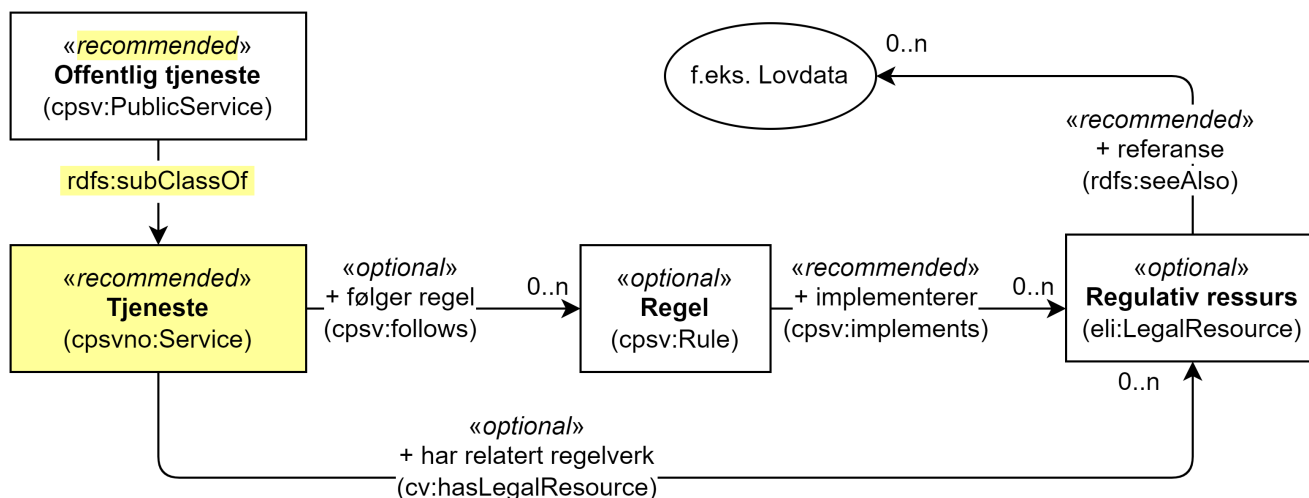 «recommended»
Offentlig tjeneste
(cpsv:PublicService)
rdfs:subClassOf
«recommended»
Tjeneste
(cpsvno:Service)
«optional»
+ følger regel
(cpsv:follows)
0..n
«optional»
Regel
(cpsv:Rule)
«recommended»
+ implementerer
(cpsv:implements)
0..n
«optional»
Regulativ ressurs
(eli:LegalResource)
«recommended»
+ referanse
(rdfs:seeAlso)
0..n
f.eks. Lovdata
«optional»
+ har relatert regelverk
(cv:hasLegalResource)
0..n